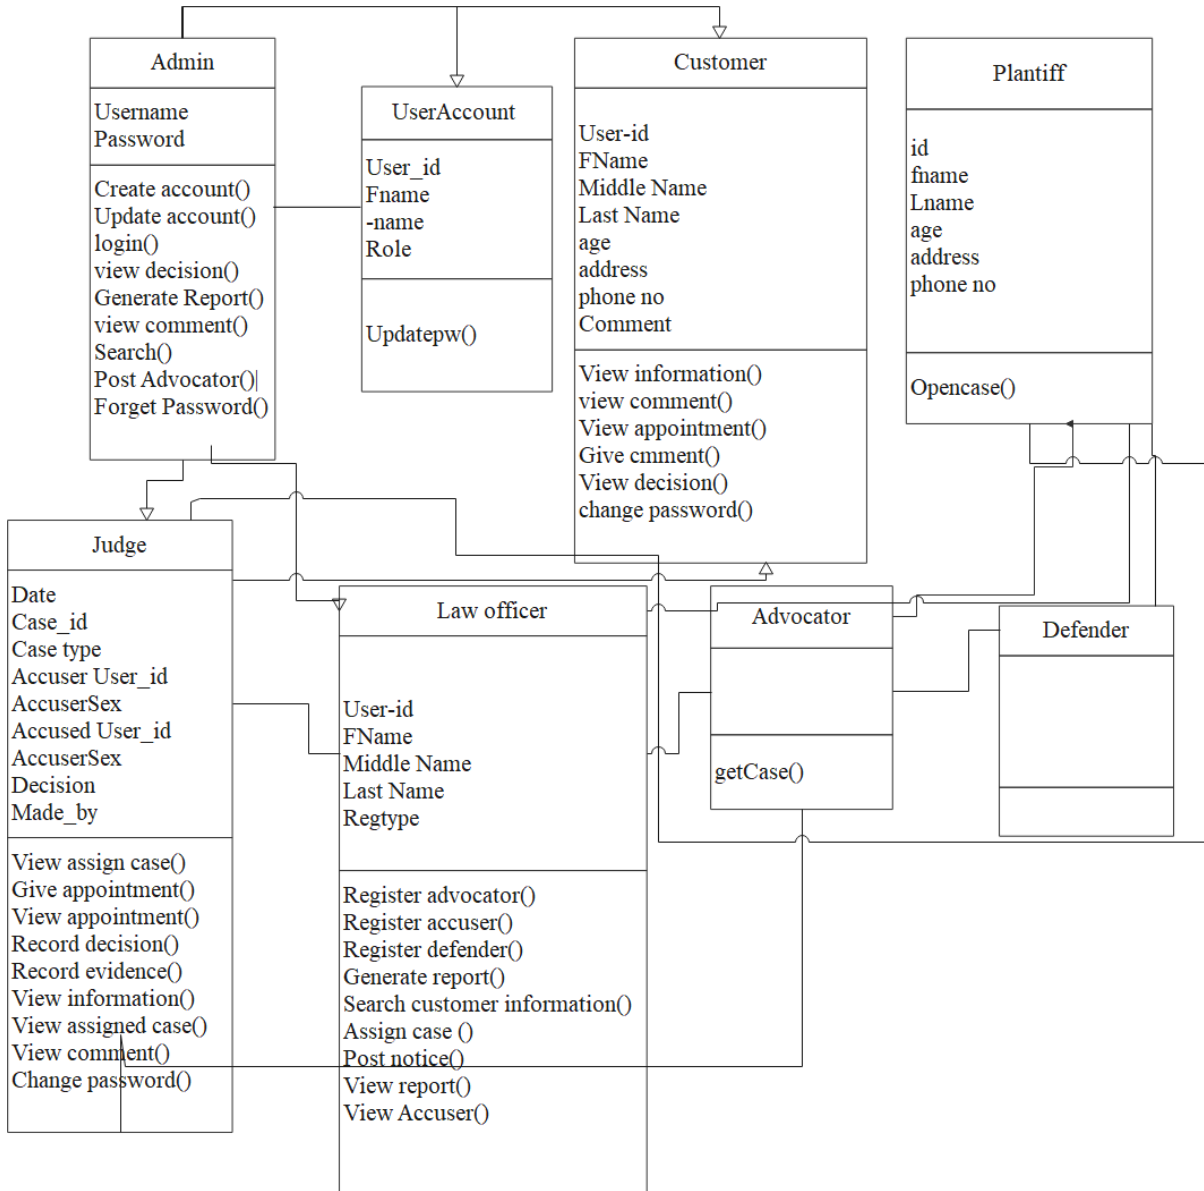 Admin
Username
Password
Create account()
Update account()
login()
view decision()
Generate Report()
view comment()
Search()
Post Advocator()|
Forget Password()
UserAccount
User_id
Fname
-name
Role
Updatepw()
Customer
User-id
FName
Middle Name
Last Name
age
address
phone no
Comment
View information()
view comment()
View appointment()
Give cmment()
View decision()
change password()
Plantiff
id
fname
Lname
age
address
phone no
Opencase()
Judge
Date
Case_id
Case type
Accuser User_id
AccuserSex
Accused User_id
AccuserSex
Decision
Made_by
View assign case()
Give appointment()
View appointment()
Record decision()
Record evidence()
View information()
View assigned case()
View comment()
Change password()
Law officer
User-id
FName
Middle Name
Last Name
Regtype
Register advocator()
Register accuser()
Register defender()
Generate report()
Search customer information()
Assign case ()
Post notice()
View report()
View Accuser()
Advocator
getCase()
Defender